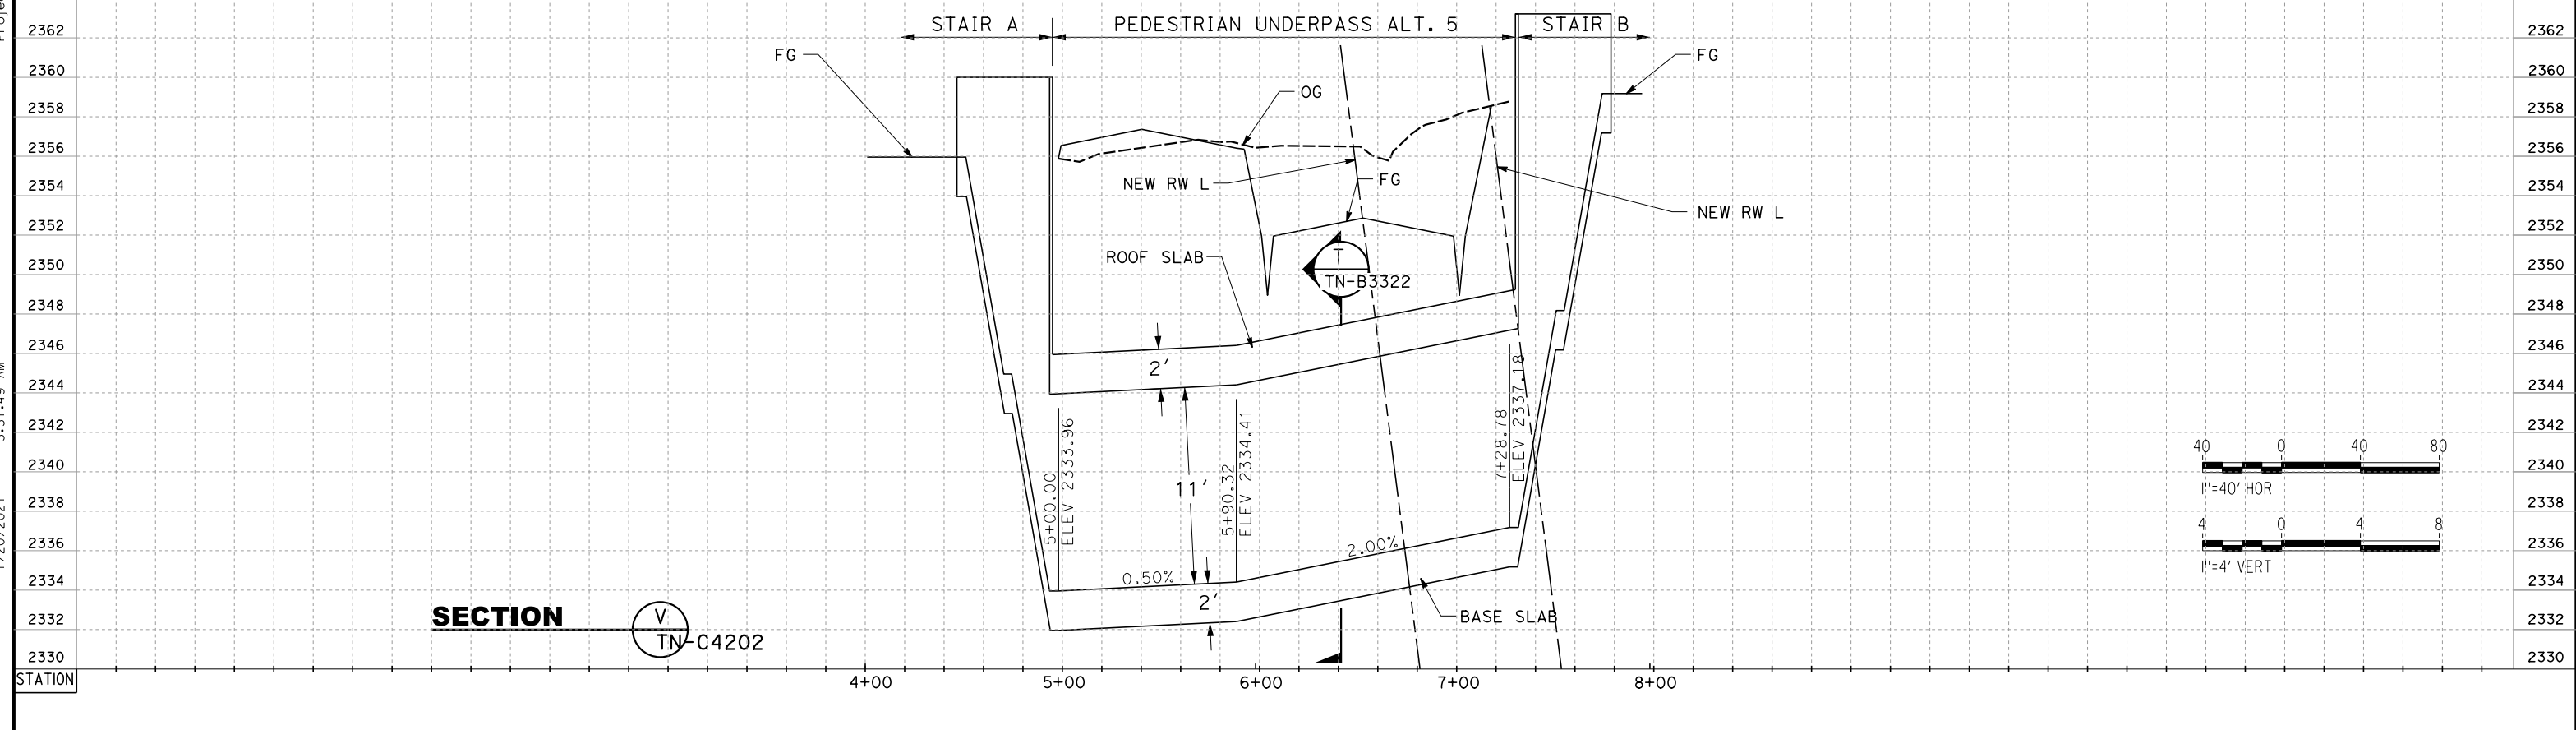 STAIR A
PEDESTRIAN UNDERPASS ALT. 5
STAIR B
2362
2362
FG
FG
2360
2360
OG
2358
2358
2356
2356
NEW RW L
FG
2354
2354
NEW RW L
2352
2352
ROOF SLAB
T
TN-B3322
2350
2350
2348
2348
2346
2346
2'
2344
2344
5+00.00
ELEV 2333.96
11'
5+90.32
ELEV 2334.41
7+28.78
ELEV 2337.18
2342
2342
40 0 40 80
2340
2340
1"=40' HOR
2338
2338
4 0 4 8
2336
2336
2.00%
1"=4' VERT
0.50%
2334
2334
2'
SECTION
V
TN-C4202
BASE SLAB
2332
2332
2330
2330
STATION
4+00 5+00 6+00 7+00 8+00